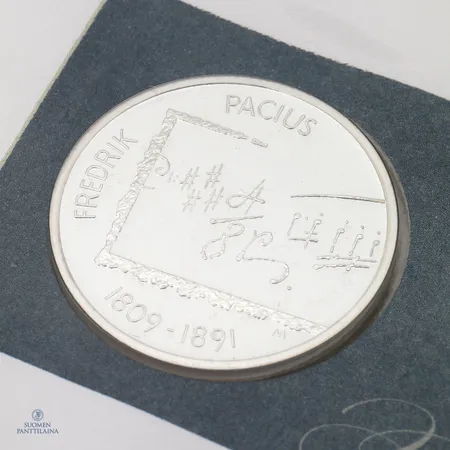 FREDRIK PACIUS
1809-1891
M
SUOMEN
PANTTILAINA